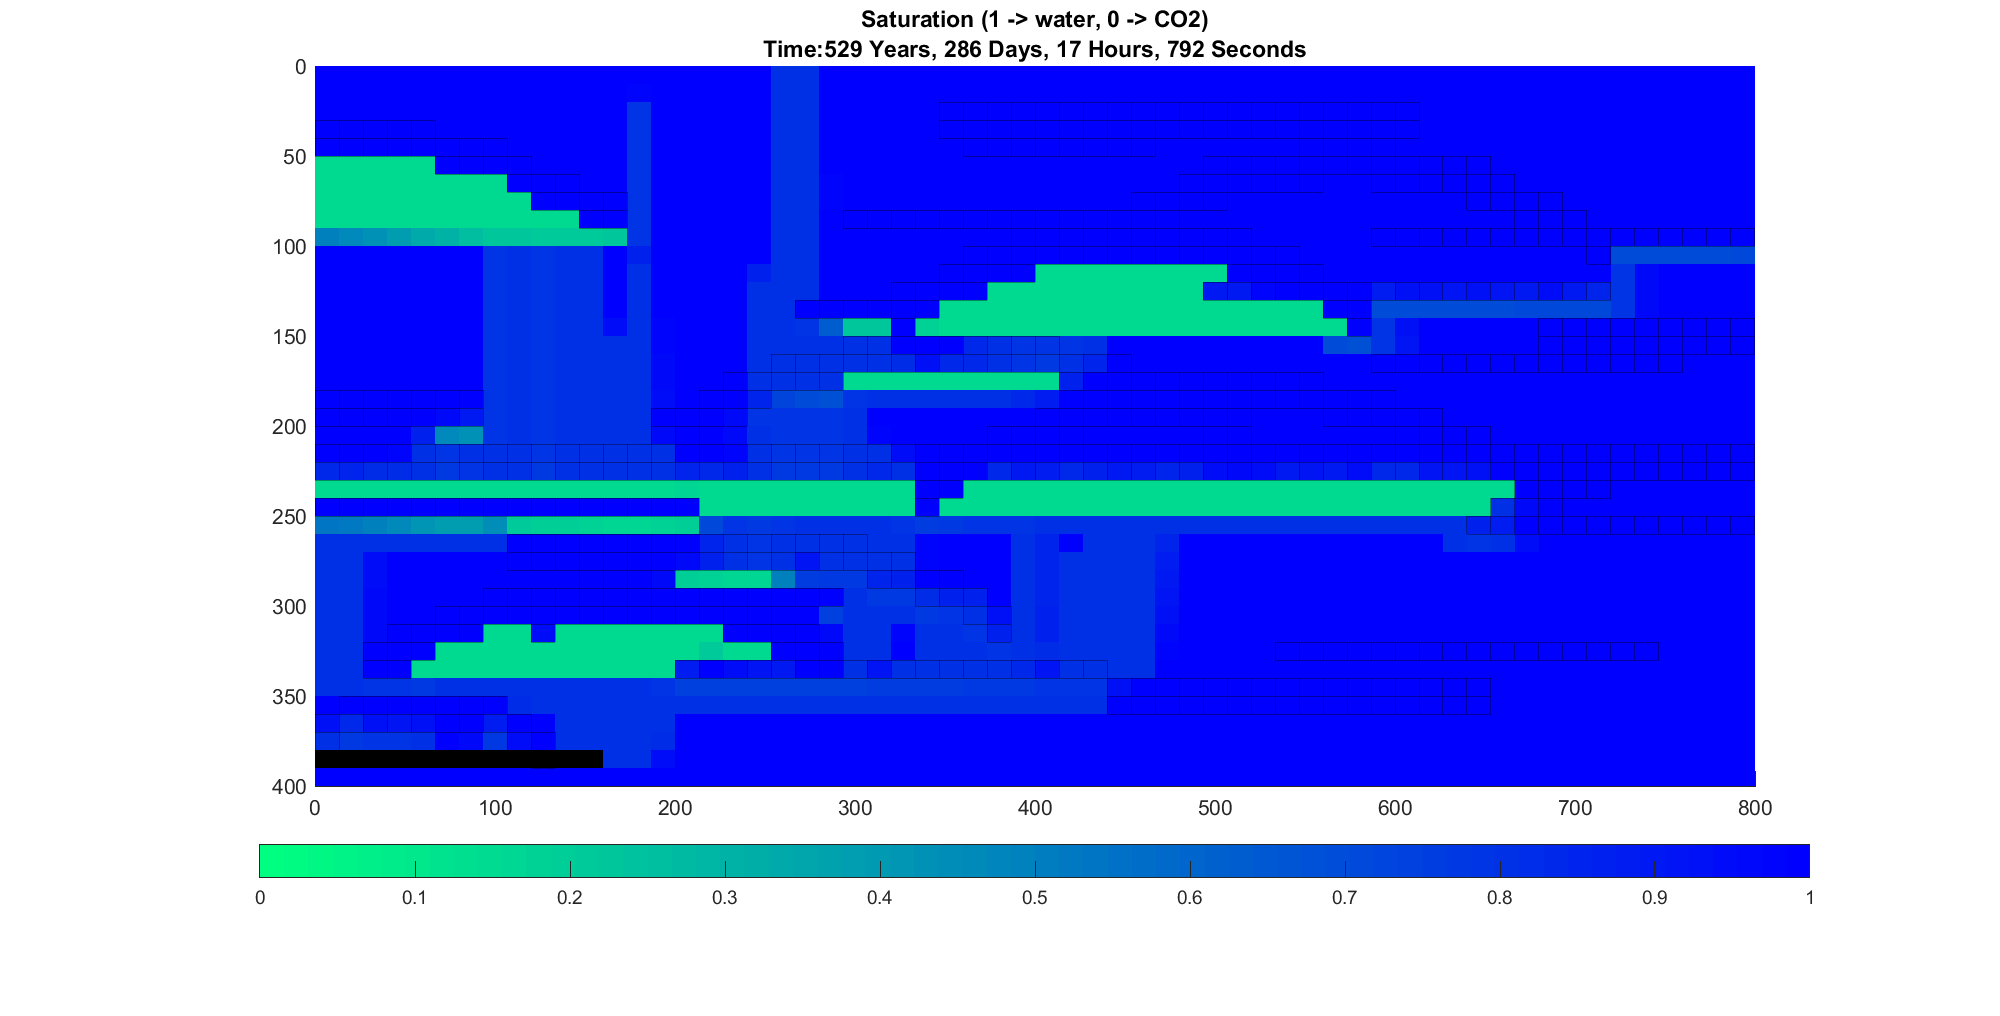 Saturation (1 -> water, 0 -> CO2)
Time:529 Years, 286 Days, 17 Hours, 792 Seconds
0
50
100
150
200
250
300
350
400
0 100 200 300 400 500 600 700 800
0 0.1 0.2 0.3 0.4 0.5 0.6 0.7 0.8 0.9 1